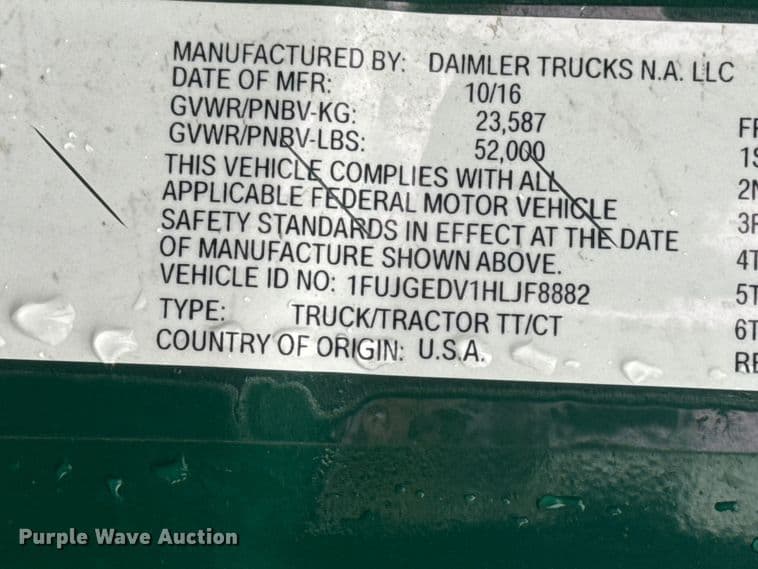 MANUFACTURED BY: DAIMLER TRUCKS N.A. LLC
DATE OF MFR: 10/16
GVWR/PNBV-KG: 23,587
GVWR/PNBV-LBS: 52,000
THIS VEHICLE COMPLIES WITH ALL
APPLICABLE FEDERAL MOTOR VEHICLE
SAFETY STANDARDS IN EFFECT AT THE DATE
OF MANUFACTURE SHOWN ABOVE.
VEHICLE ID NO: 1FUJGEDV1HLJF8882
TYPE: TRUCK/TRACTOR TT/CT
COUNTRY OF ORIGIN: U.S.A.
Purple Wave Auction